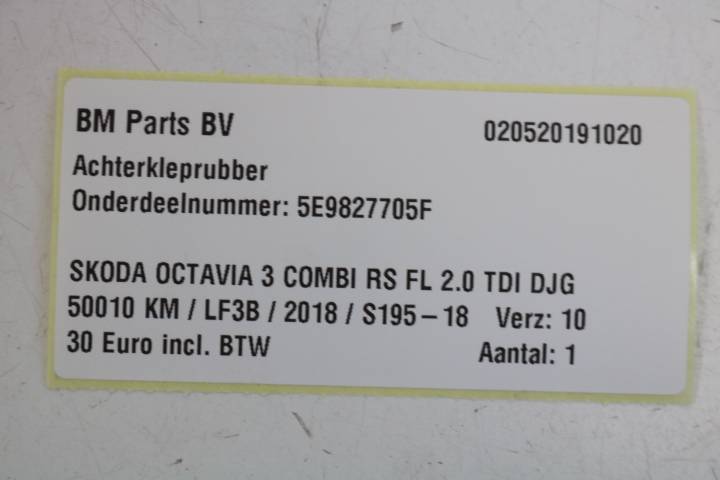 BM Parts BV 020520191020
Achterkleprubber
Onderdeelnummer: 5E9827705F
SKODA OCTAVIA 3 COMBI RS FL 2.0 TDI DJG
50010 KM / LF3B / 2018 / S195-18 Verz: 10
30 Euro incl. BTW Aantal: 1